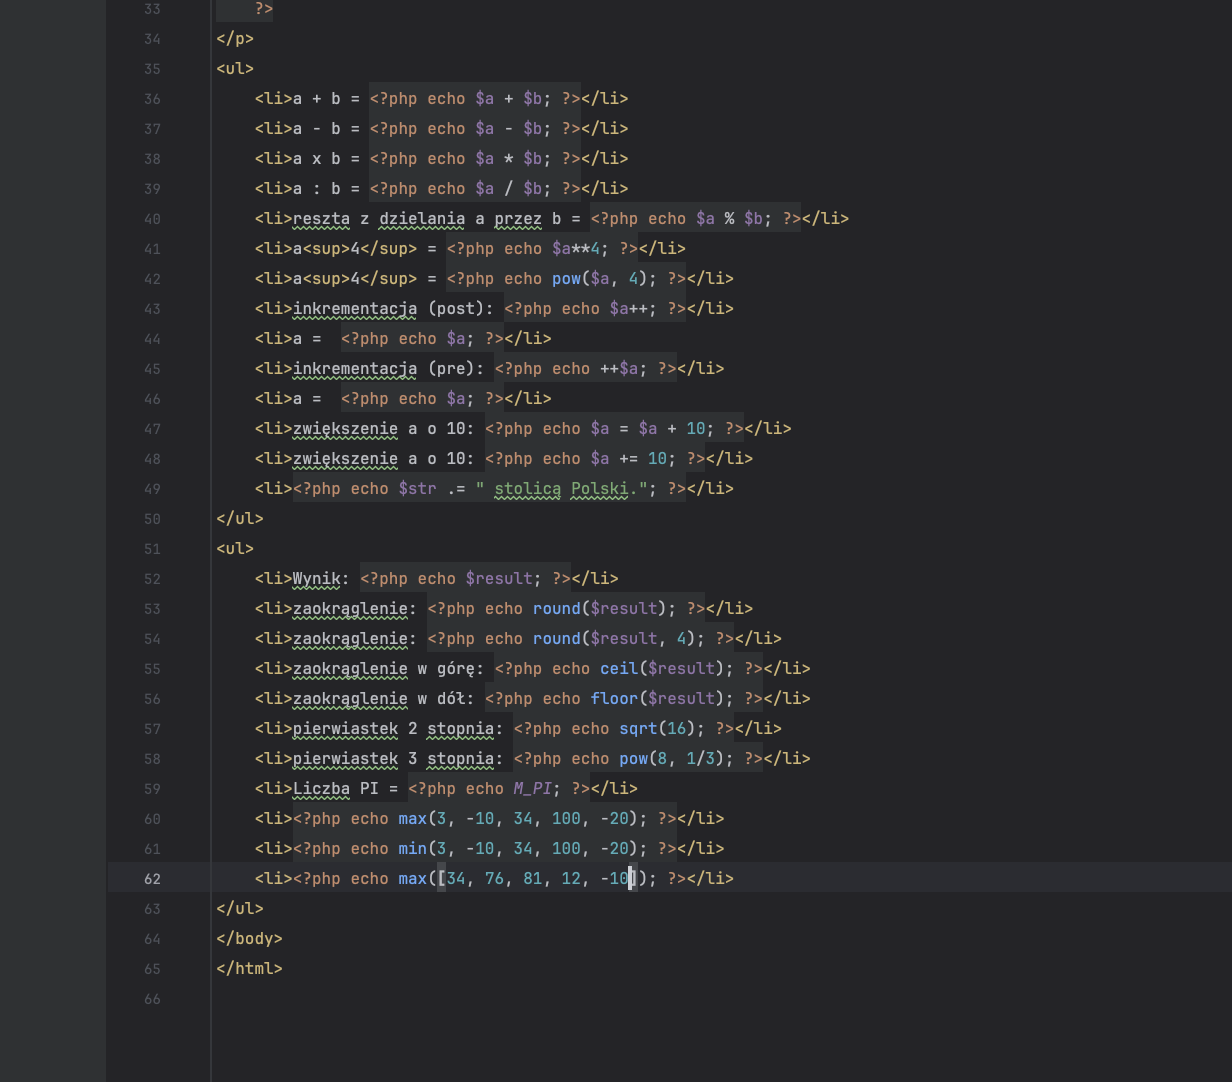 33 ?>
34 </p>
35 <ul>
36 <li>a + b = <?php echo $a + $b; ?></li>
37 <li>a - b = <?php echo $a - $b; ?></li>
38 <li>a x b = <?php echo $a * $b; ?></li>
39 <li>a : b = <?php echo $a / $b; ?></li>
40 <li>reszta z dzielania a przez b = <?php echo $a % $b; ?></li>
41 <li>a<sup>4</sup> = <?php echo $a**4; ?></li>
42 <li>a<sup>4</sup> = <?php echo pow($a, 4); ?></li>
43 <li>inkrementacja (post): <?php echo $a++; ?></li>
44 <li>a =  <?php echo $a; ?></li>
45 <li>inkrementacja (pre): <?php echo ++$a; ?></li>
46 <li>a =  <?php echo $a; ?></li>
47 <li>zwiększenie a o 10: <?php echo $a = $a + 10; ?></li>
48 <li>zwiększenie a o 10: <?php echo $a += 10; ?></li>
49 <li><?php echo $str .= " stolicą Polski."; ?></li>
50 </ul>
51 <ul>
52 <li>Wynik: <?php echo $result; ?></li>
53 <li>zaokrąglenie: <?php echo round($result); ?></li>
54 <li>zaokrąglenie: <?php echo round($result, 4); ?></li>
55 <li>zaokrąglenie w górę: <?php echo ceil($result); ?></li>
56 <li>zaokrąglenie w dół: <?php echo floor($result); ?></li>
57 <li>pierwiastek 2 stopnia: <?php echo sqrt(16); ?></li>
58 <li>pierwiastek 3 stopnia: <?php echo pow(8, 1/3); ?></li>
59 <li>Liczba PI = <?php echo M_PI; ?></li>
60 <li><?php echo max(3, -10, 34, 100, -20); ?></li>
61 <li><?php echo min(3, -10, 34, 100, -20); ?></li>
62 <li><?php echo max([34, 76, 81, 12, -10]); ?></li>
63 </ul>
64 </body>
65 </html>
66